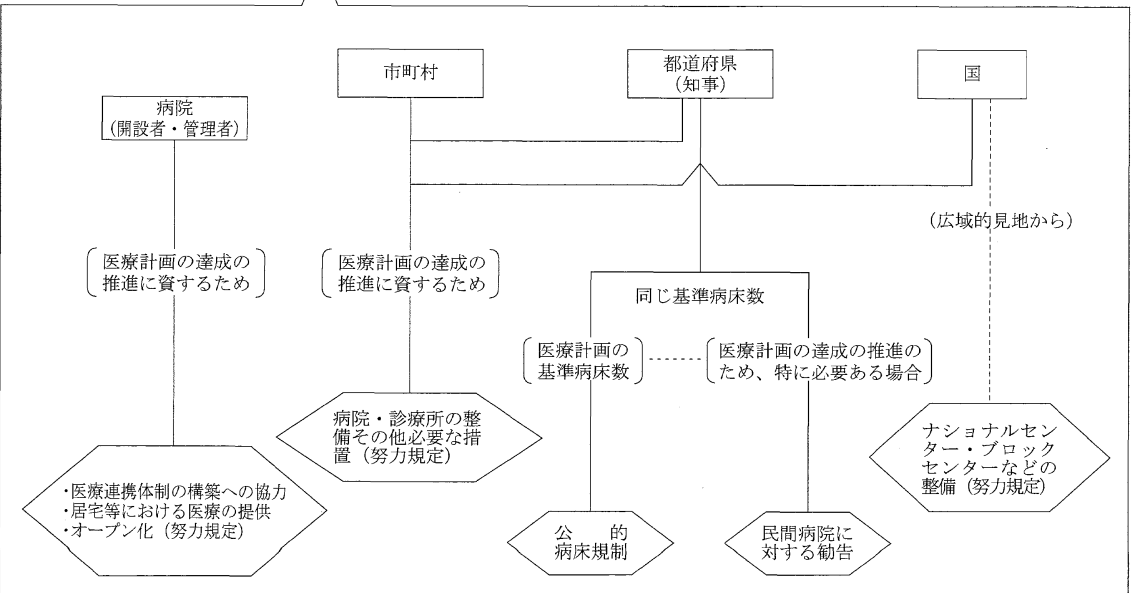 市町村
都道府県
(知事)
国
病院
(開設者・管理者)
(広域的見地から)
医療計画の達成の
推進に資するため
医療計画の達成の
推進に資するため
同じ基準病床数
医療計画の
基準病床数
医療計画の達成の推進の
ため、特に必要ある場合
病院・診療所の整
備その他必要な措
置(努力規定)
ナショナルセン
ター・ブロック
センターなどの
整備(努力規定)
・医療連携体制の構築への協力
・居宅等における医療の提供
・オープン化(努力規定)
公的
病床規制
民間病院に
対する勧告